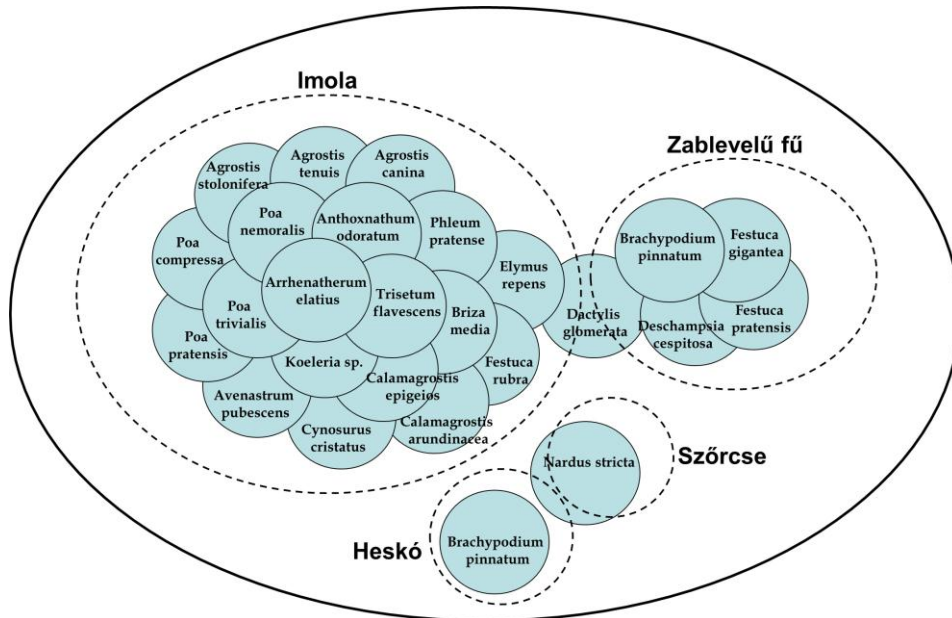 Imola
Agrostis
stolonifera
Agrostis
tenuis
Agrostis
canina
Poa
compressa
Poa
nemoralis
Anthoxnathum
odoratum
Phleum
pratense
Elymus
repens
Arrhenatherum
elatius
Trisetum
flavescens
Briza
media
Poa
trivialis
Poa
pratensis
Koeleria sp.
Festuca
rubra
Avenastrum
pubescens
Calamagrostis
epigeios
Cynosurus
cristatus
Calamagrostis
arundinacea
Dactylis
glomerata
Zablevelű fű
Brachypodium
pinnatum
Festuca
gigantea
Deschampsia
cespitosa
Festuca
pratensis
Szőrcse
Nardus stricta
Heskó
Brachypodium
pinnatum